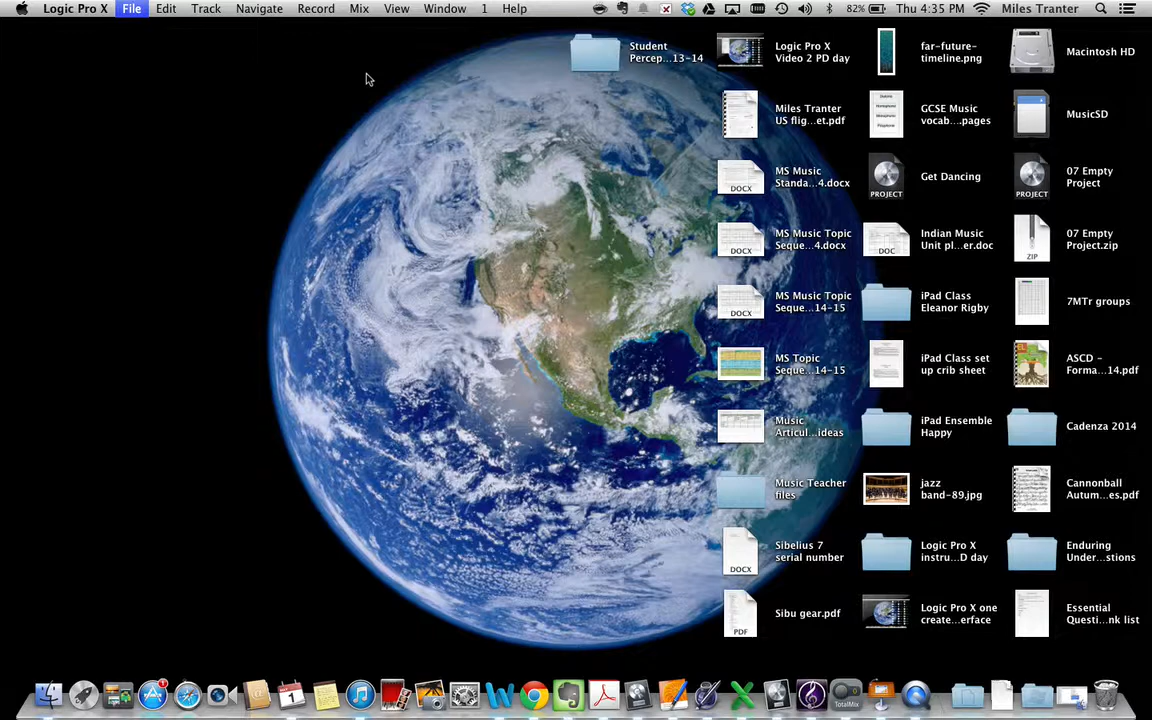 Logic Pro X File Edit Track Navigate Record Mix View Window 1 Help 82% Thu 4:35 PM Miles Tranter
Student
Percep...13-14
Logic Pro X
Video 2 PD day
far-future-
timeline.png
Macintosh HD
Miles Tranter
US flig...et.pdf
GCSE Music
vocab....pages
MusicSD
DOCX
MS Music
Standa...4.docx
PROJECT
Get Dancing
PROJECT
07 Empty
Project
DOCX
MS Music Topic
Seque...4.docx
DOC
Indian Music
Unit pl...er.doc
ZIP
07 Empty
Project.zip
DOCX
MS Music Topic
Seque...14-15
iPad Class
Eleanor Rigby
7MTr groups
MS Topic
Seque...14-15
iPad Class set
up crib sheet
ASCD -
Forma...14.pdf
Music
Articul...ideas
iPad Ensemble
Happy
Cadenza 2014
Music Teacher
files
jazz
band-89.jpg
Cannonball
Autum...es.pdf
DOCX
Sibelius 7
serial number
Logic Pro X
instru...D day
Enduring
Under...stions
PDF
Sibu gear.pdf
Logic Pro X one
create...erface
Essential
Questi...nk list
1
1
TotalMix